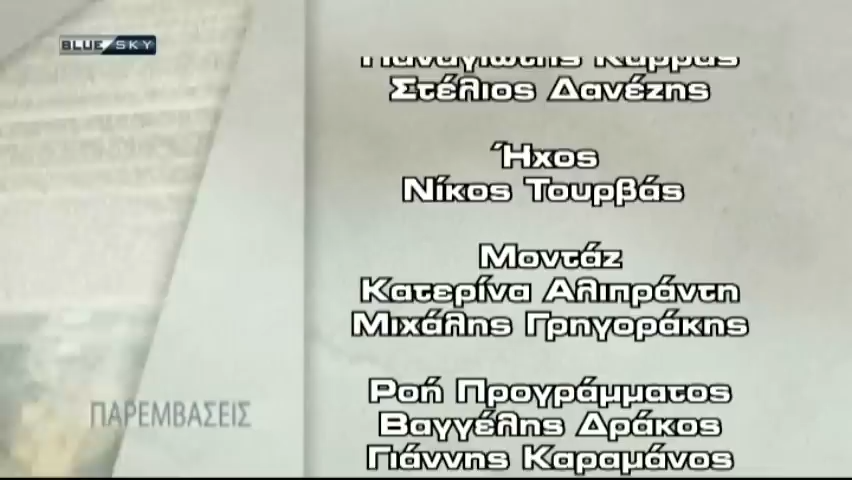 BLUE SKY
Στέλιος Δανέζης
Ήχος
Νίκος Τουρβάς
Μοντάζ
Κατερίνα Αλιπράντη
Μιχάλης Γρηγοράκης
Ροή Προγράμματος
Βαγγέλης Δράκος
Γιάννης Καραμάνος
ΠΑΡΕΜΒΑΣΕΙΣ